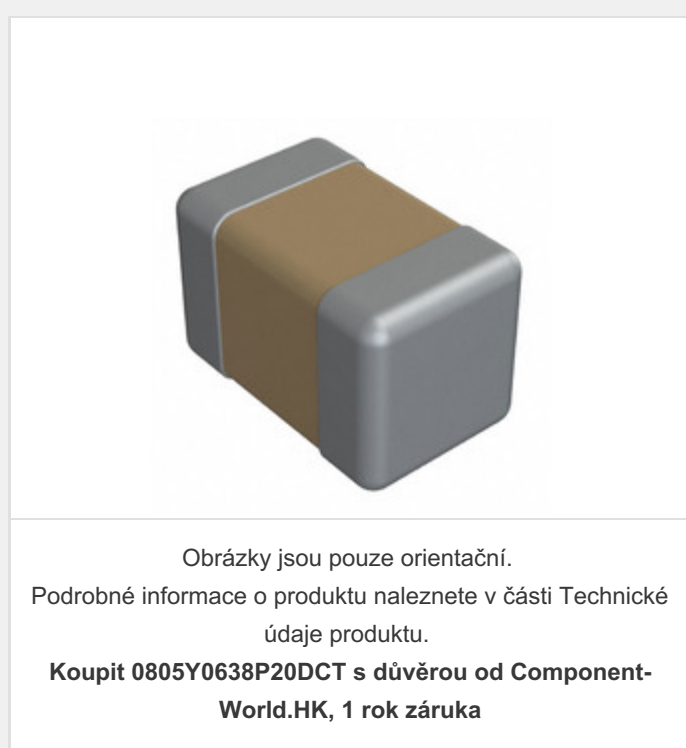 Obrázky jsou pouze orientační.
Podrobné informace o produktu naleznete v části Technické
údaje produktu.
Koupit 0805Y0638P20DCT s důvěrou od Component-
World.HK, 1 rok záruka